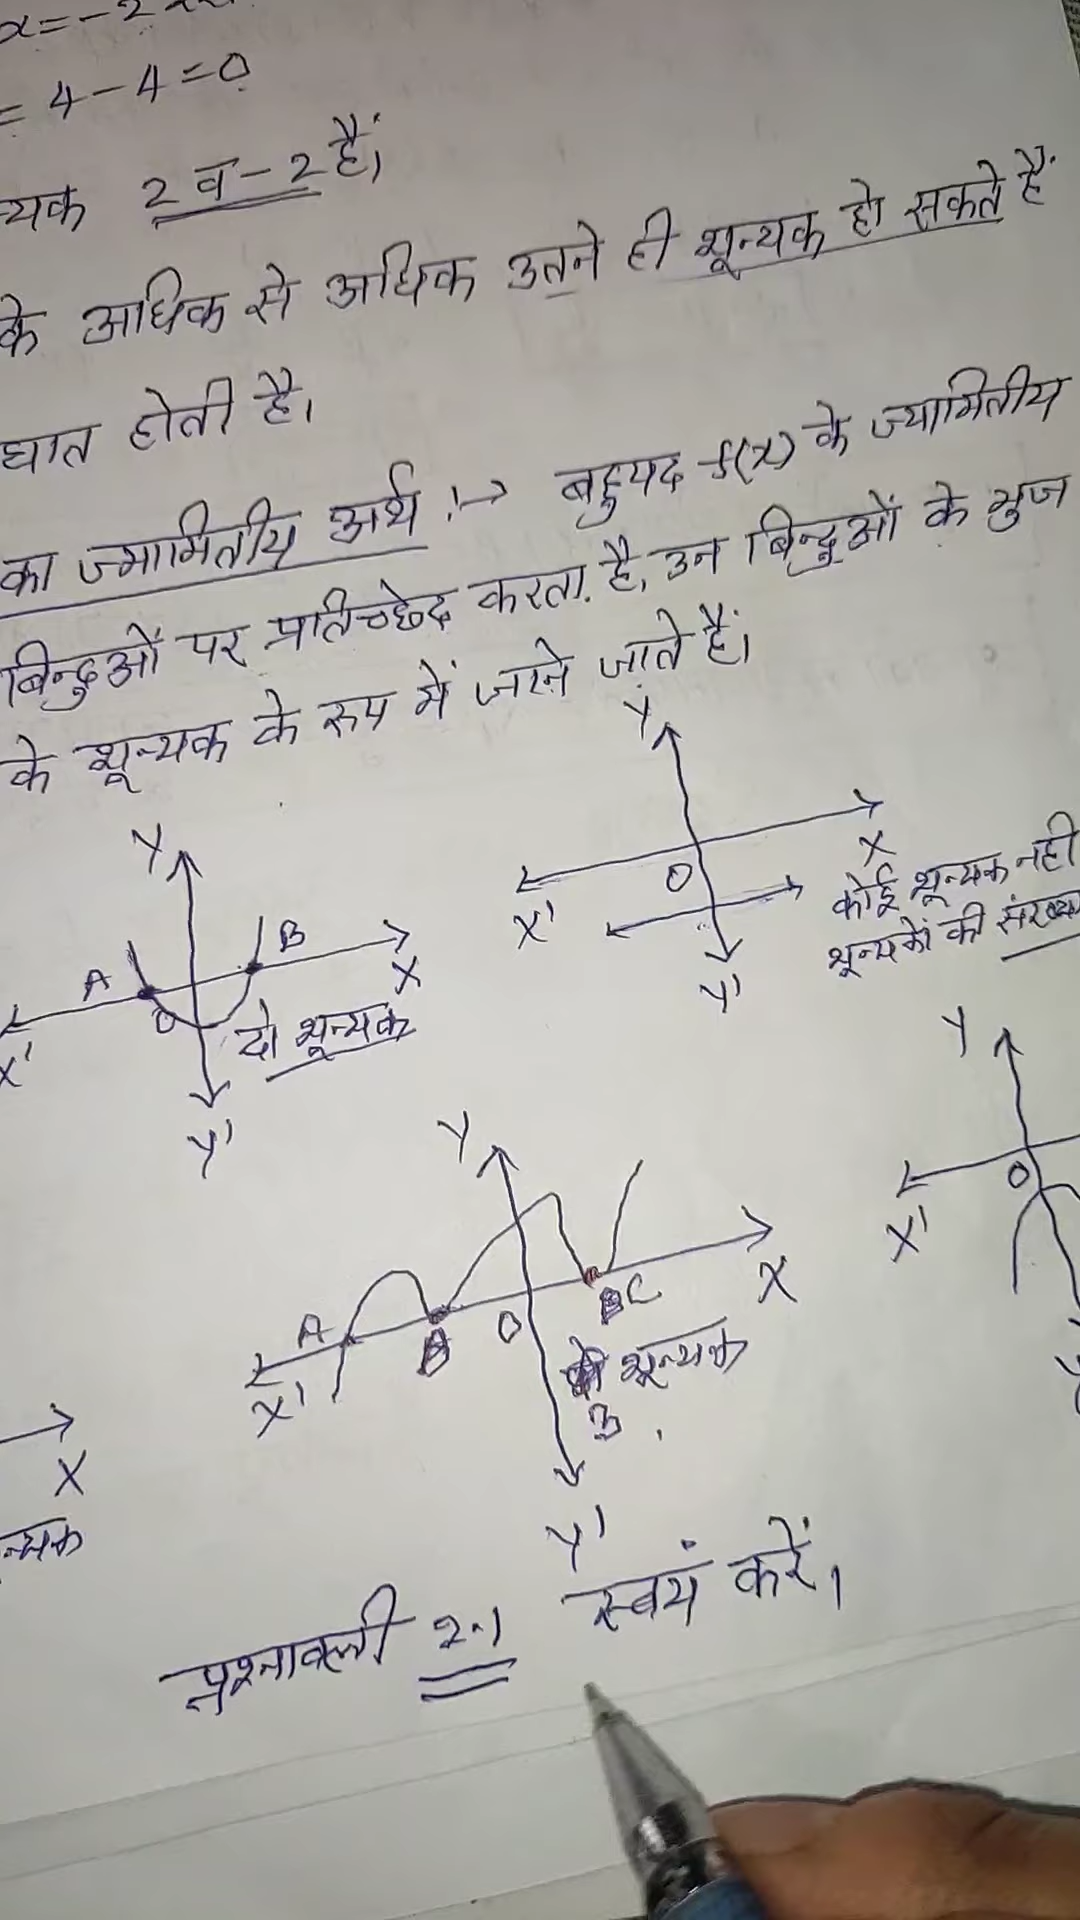 x=-2
= 4-4=0
न्यक 2 व -2 हैं।
के अधिक से अधिक उतने ही शून्यक हो सकते हैं
घात होती है।
का ज्यामितीय अर्थ :→ बहुपद f(x) के ज्यामितीय
बिन्दुओं पर प्रतिच्छेद करता है, उन बिन्दुओं के भुज
के शून्यक के रूप में जाने जाते हैं।
Y
A B
X' O X
दो शून्यक
Y'
Y
X' O X
Y'
कोई शून्यक नही
शून्यकों की संख्या
Y
A B O C
X' X
शून्यक
3
Y'
Y
X' O
X
न्यक
प्रश्नावली 2.1 स्वयं करें।